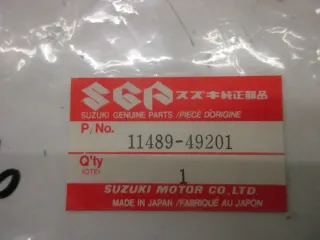 SGP スズキ純正部品
SUZUKI GENUINE PARTS /PIECE D'ORIGINE
P/No. 11489-49201
Q'ty 1
(QTE)
SUZUKI MOTOR CO.,LTD.
MADE IN JAPAN /FABRIQUÉ AU JAPON